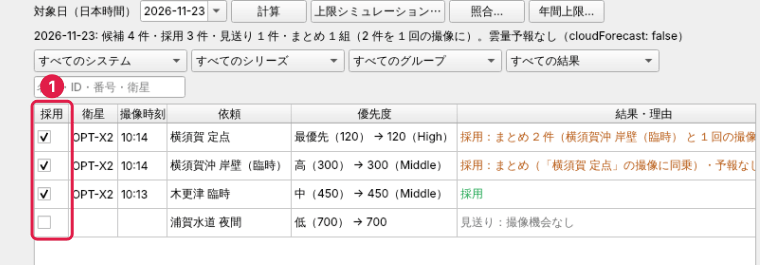 対象日（日本時間） 2026-11-23 計算 上限シミュレーション… 照合... 年間上限...
2026-11-23: 候補 4 件・採用 3 件・見送り 1 件・まとめ 1 組（2 件を 1 回の撮像に）。雲量予報なし（cloudForecast: false）
すべてのシステム すべてのシリーズ すべてのグループ すべての結果
1 ・ID・番号・衛星
採用 衛星 撮像時刻 依頼 優先度 結果・理由
OPT-X2 10:14 横須賀 定点 最優先（120） → 120（High） 採用：まとめ 2 件（横須賀沖 岸壁（臨時） と 1 回の撮像
OPT-X2 10:14 横須賀沖 岸壁（臨時） 高（300） → 300（Middle） 採用：まとめ（「横須賀 定点」の撮像に同乗）・予報なし
OPT-X2 10:13 木更津 臨時 中（450） → 450（Middle） 採用
浦賀水道 夜間 低（700） → 700 見送り：撮像機会なし